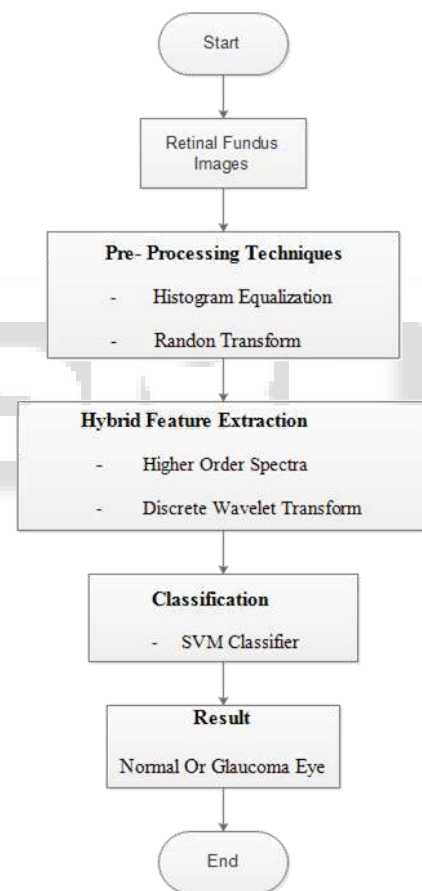 Start
Retinal Fundus
Images
Pre- Processing Techniques
- Histogram Equalization
- Randon Transform
Hybrid Feature Extraction
- Higher Order Spectra
- Discrete Wavelet Transform
Classification
- SVM Classifier
Result
Normal Or Glaucoma Eye
End